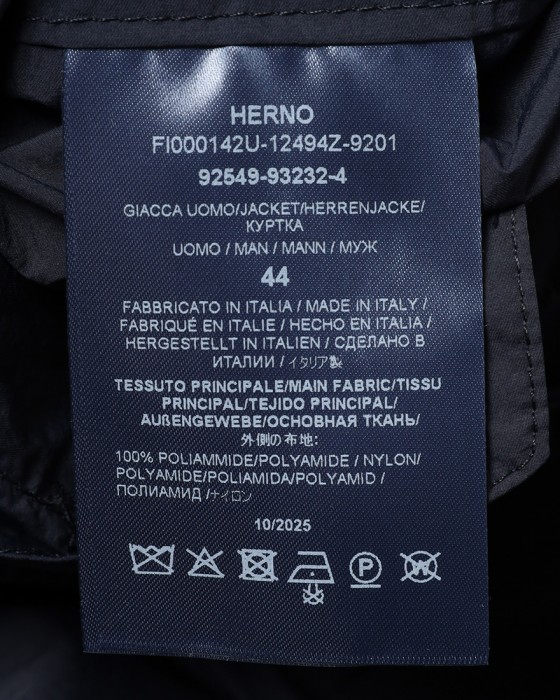 HERNO
FI000142U-12494Z-9201
92549-93232-4
GIACCA UOMO/JACKET/HERRENJACKE/
КУРТКА
UOMO / MAN / MANN / МУЖ
44
FABBRICATO IN ITALIA / MADE IN ITALY /
FABRIQUÉ EN ITALIE / HECHO EN ITALIA /
HERGESTELLT IN ITALIEN / СДЕЛАНО В
ИТАЛИИ / イタリア製
TESSUTO PRINCIPALE/MAIN FABRIC/TISSU
PRINCIPAL/TEJIDO PRINCIPAL/
AUßENGEWEBE/ОСНОВНАЯ ТКАНЬ/
外側の布地:
100% POLIAMMIDE/POLYAMIDE / NYLON/
POLYAMIDE/POLIAMIDA/POLYAMID /
ПОЛИАМИД /ナイロン
10/2025
P W